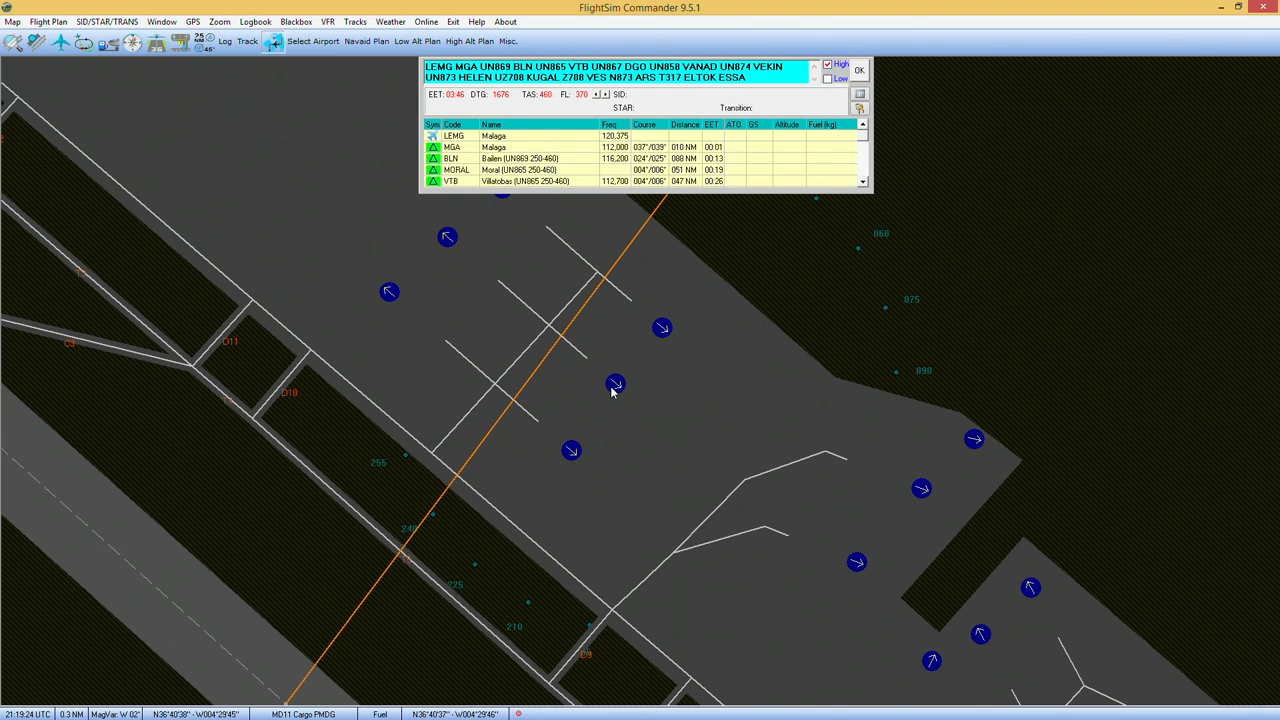 FlightSim Commander 9.5.1
Map Flight Plan SID/STAR/TRANS Window GPS Zoom Logbook Blackbox VFR Tracks Weather Online Exit Help About
25 NM 45° Log Track Select Airport Navaid Plan Low Alt Plan High Alt Plan Misc.
LEMG MGA UN869 BLN UN865 VTB UN867 DGO UN858 VANAD UN874 VEKIN
UN873 HELEN UZ708 KUGAL Z708 VES N873 ARS T317 ELTOK ESSA
High
Low
OK
EET: 03:46 DTG: 1676 TAS: 460 FL: 370 SID:
STAR: Transition:
Sym Code Name Freq Course Distance EET ATO GS Altitude Fuel (kg)
LEMG Malaga 120,375
MGA Malaga 112,000 037°/039° 010 NM 00:01
BLN Bailen (UN869 250-460) 116,200 024°/025° 088 NM 00:13
MORAL Moral (UN865 250-460) 004°/006° 051 NM 00:19
VTB Villatobas (UN865 250-460) 112,700 004°/006° 047 NM 00:26
060
075
090
D11
D10
255
240
225
210
21:19:24 UTC 0.3 NM MagVar: W 02° N36°40'38" - W004°29'45" MD11 Cargo PMDG Fuel N36°40'37" - W004°29'46"